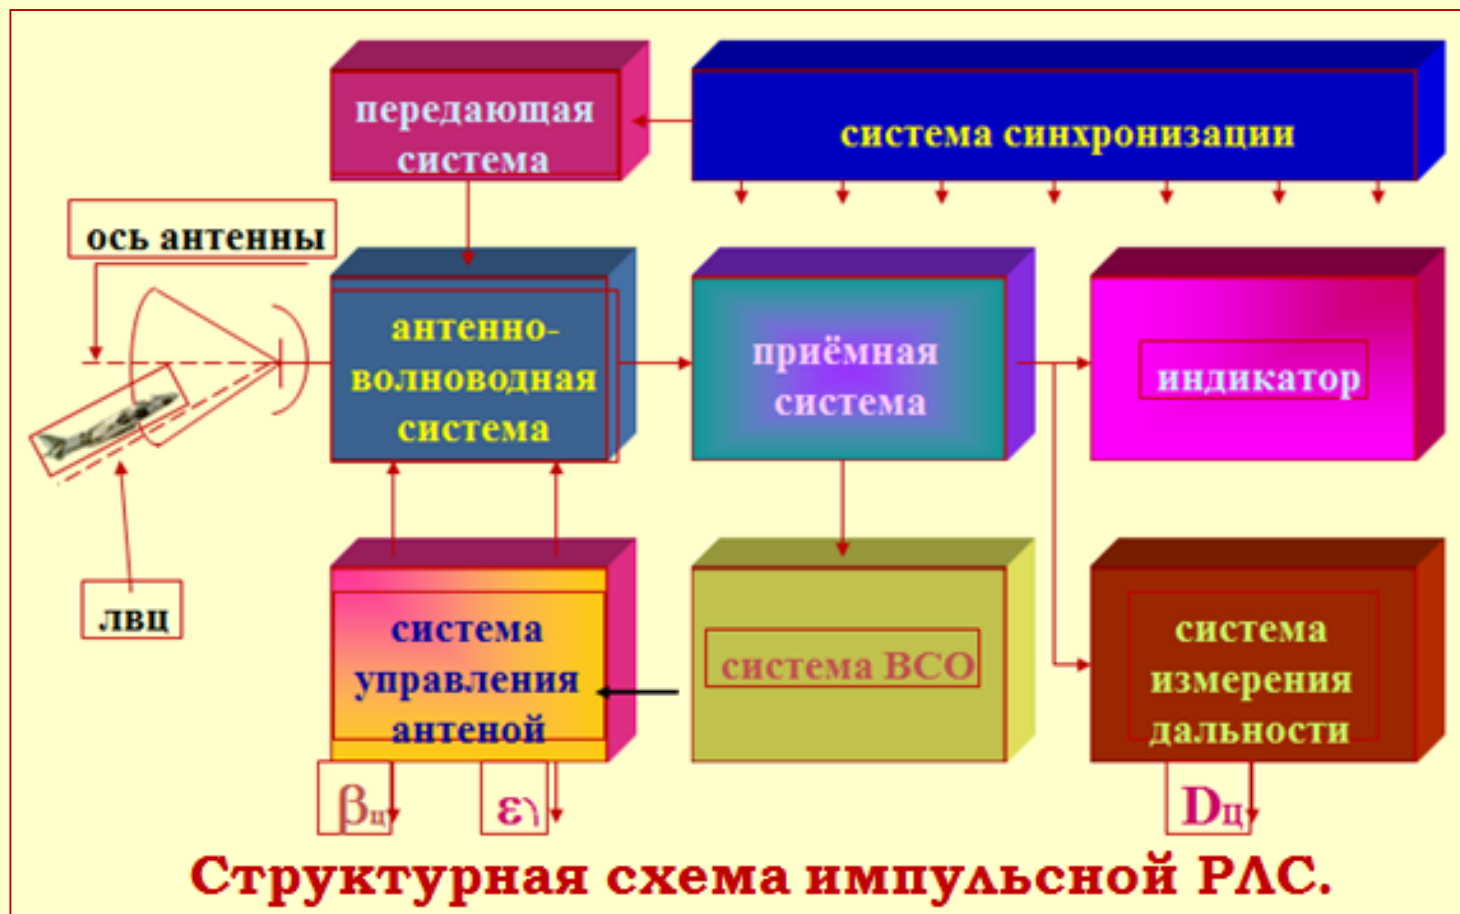 передающая
система
система синхронизации
ось антенны
антенно-
волноводная
система
приёмная
система
индикатор
лвц
система
управления
антеной
система ВСО
система
измерения
дальности
βц
ε
Dц
Структурная схема импульсной РЛС.